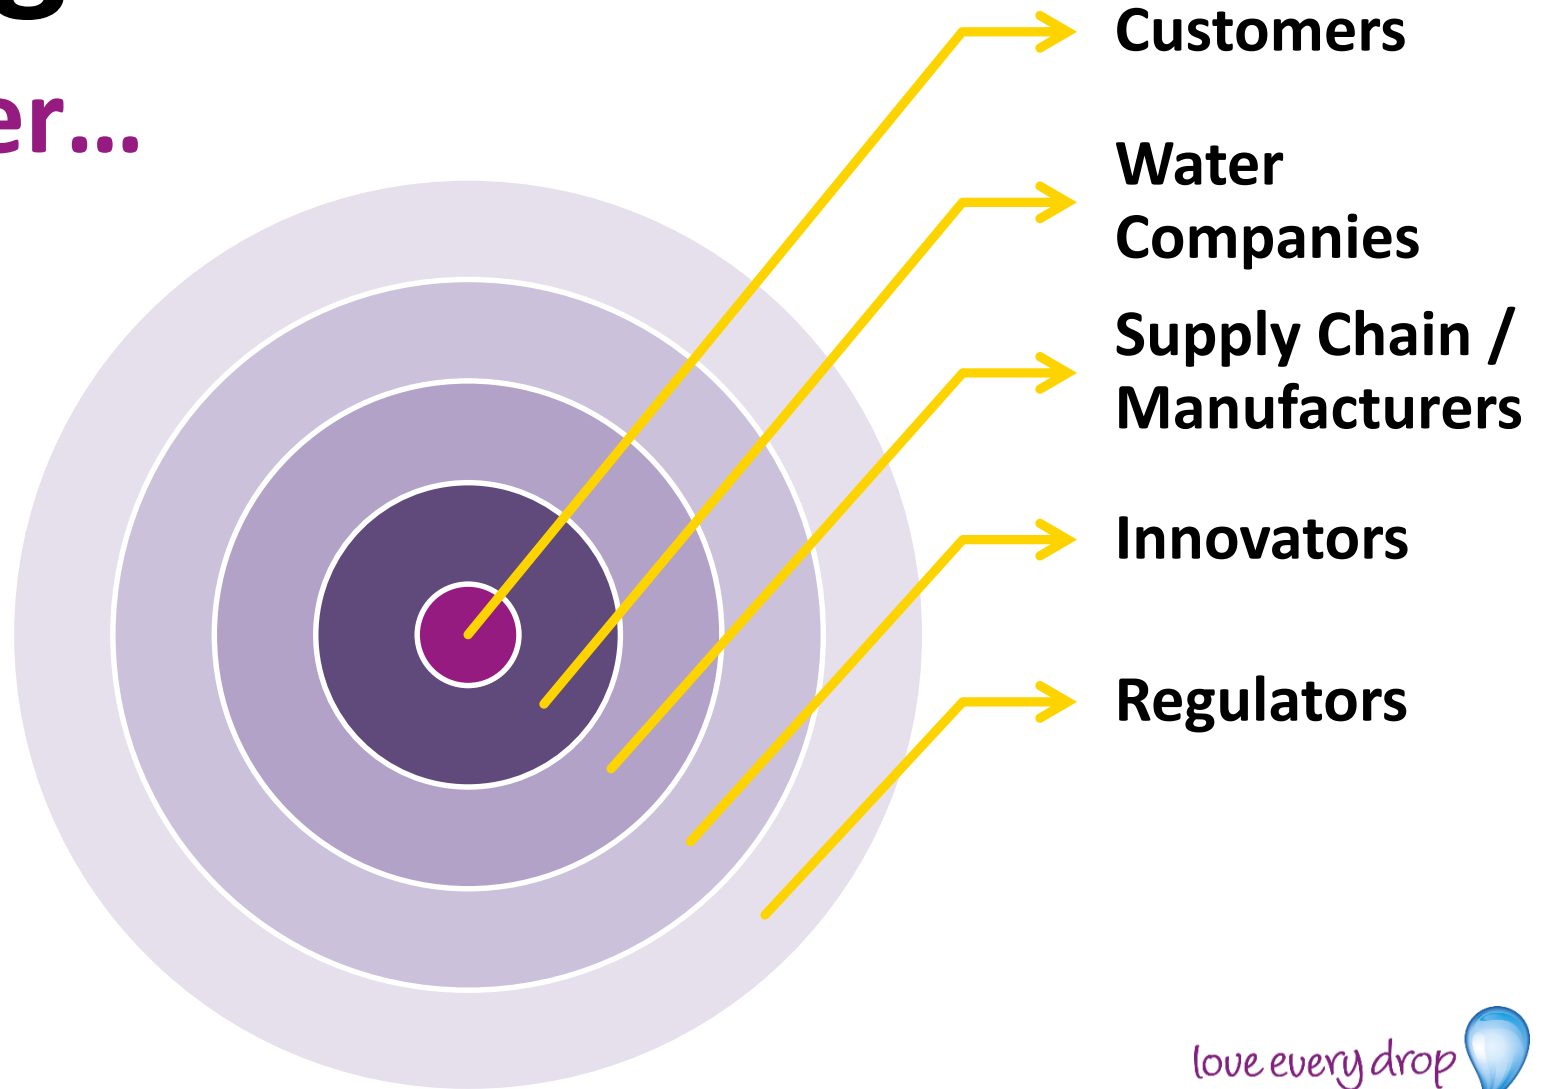 er...
Customers
Water
Companies
Supply Chain /
Manufacturers
Innovators
Regulators
love every drop